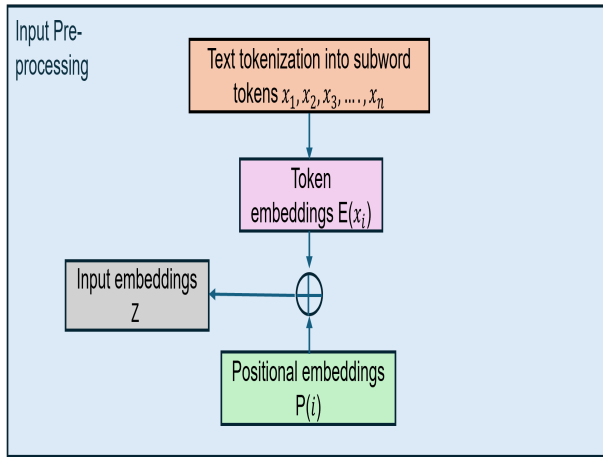 Input Pre-
processing
Text tokenization into subword
tokens x₁, x₂, x₃, …., xₙ
Token
embeddings E(xᵢ)
Input embeddings
Z
Positional embeddings
P(i)